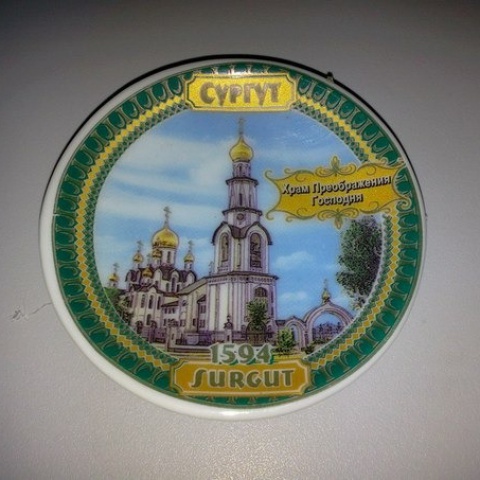 Сургут
Храм Преображения
Господня
1594
SURGUT